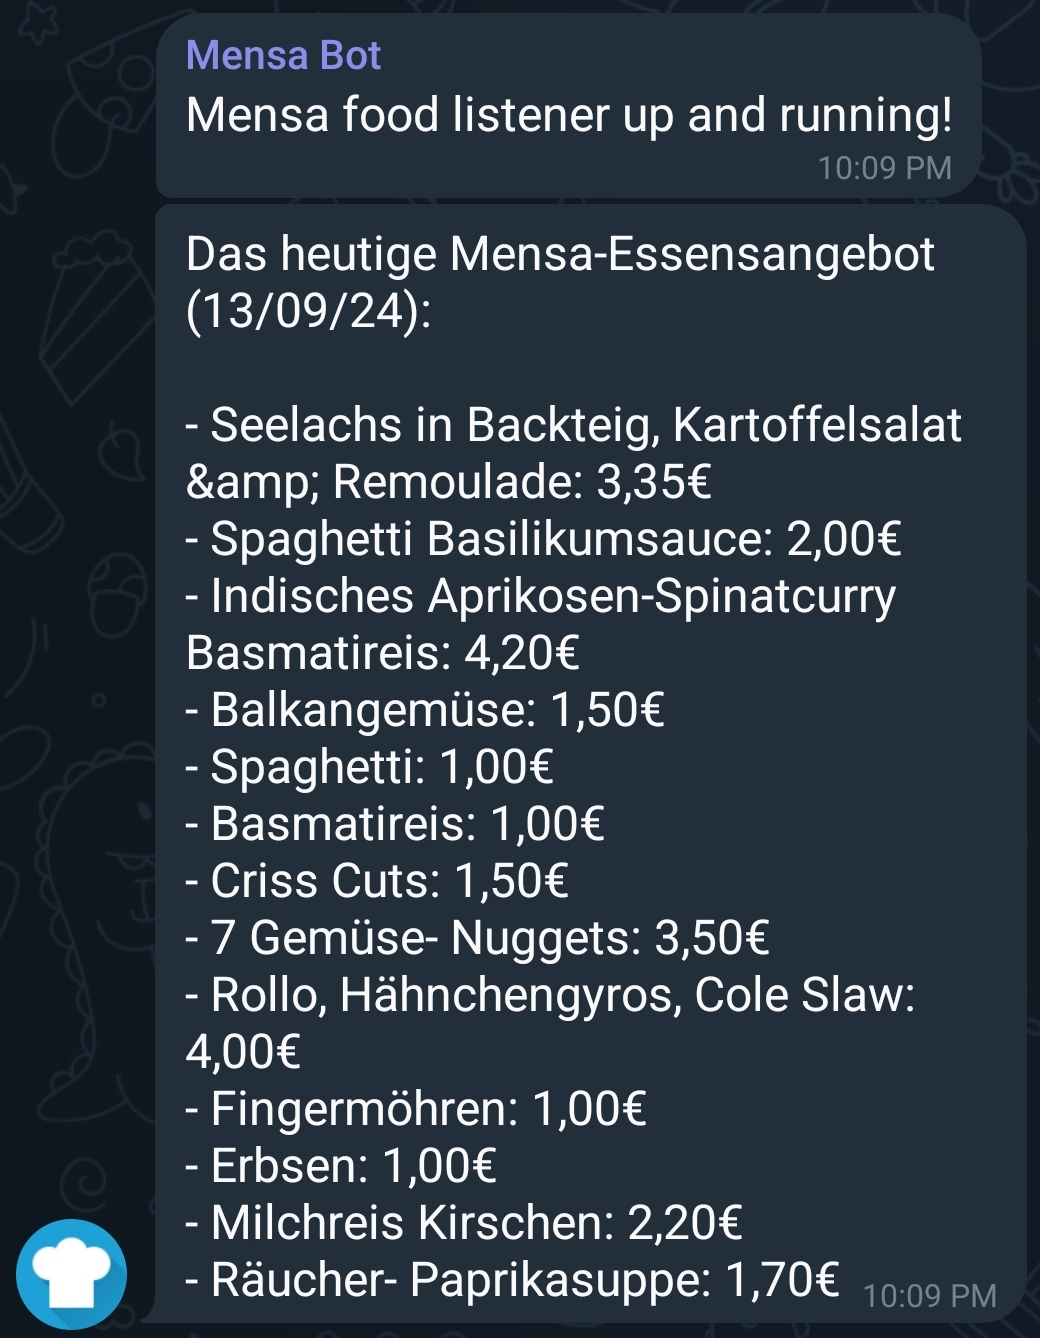 Mensa Bot
Mensa food listener up and running!
10:09 PM
Das heutige Mensa-Essensangebot
(13/09/24):
- Seelachs in Backteig, Kartoffelsalat
&amp; Remoulade: 3,35€
- Spaghetti Basilikumsauce: 2,00€
- Indisches Aprikosen-Spinatcurry
Basmatireis: 4,20€
- Balkangemüse: 1,50€
- Spaghetti: 1,00€
- Basmatireis: 1,00€
- Criss Cuts: 1,50€
- 7 Gemüse- Nuggets: 3,50€
- Rollo, Hähnchengyros, Cole Slaw:
4,00€
- Fingermöhren: 1,00€
- Erbsen: 1,00€
- Milchreis Kirschen: 2,20€
- Räucher- Paprikasuppe: 1,70€
10:09 PM